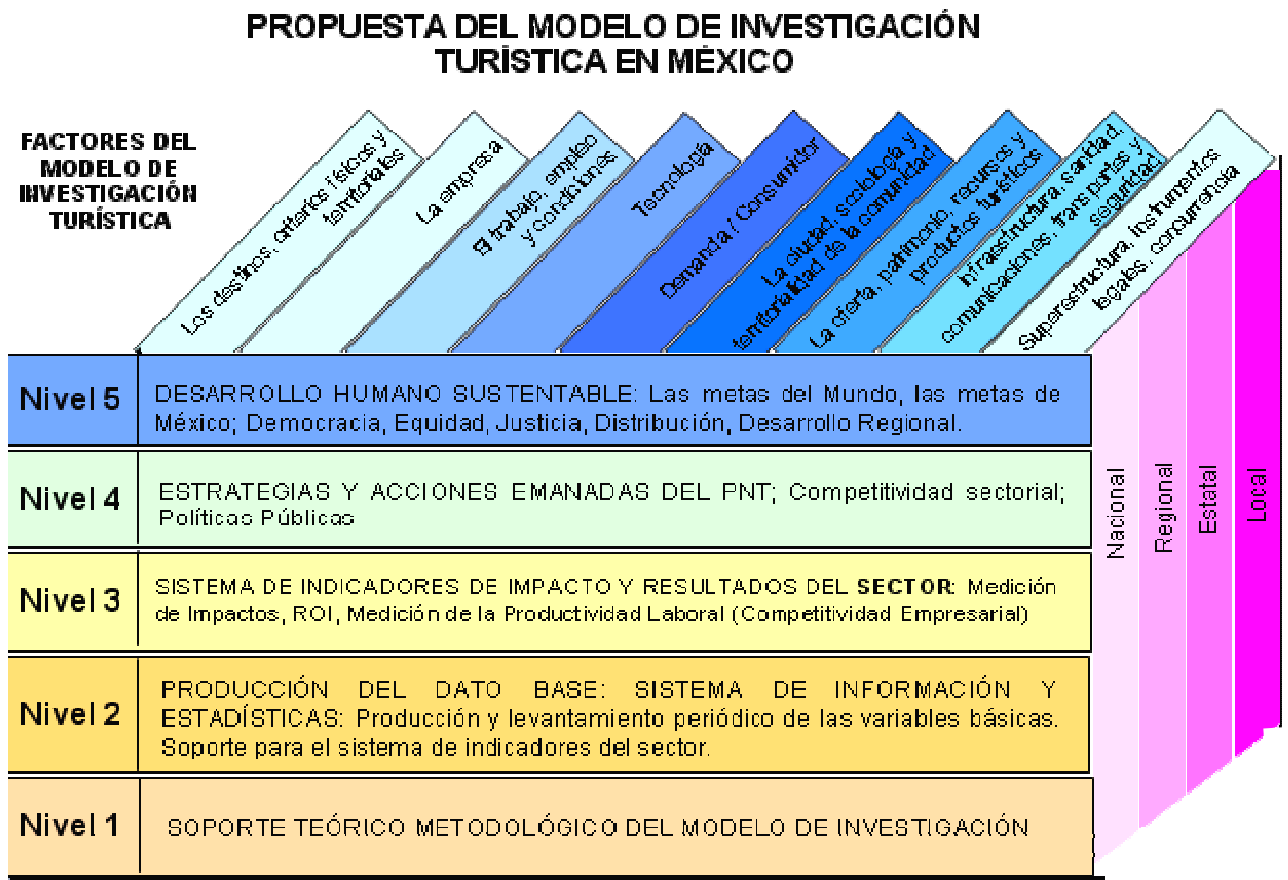 PROPUESTA DEL MODELO DE INVESTIGACIÓN
TURÍSTICA EN MÉXICO
FACTORES DEL
MODELO DE
INVESTIGACIÓN
TURÍSTICA
Los destinos, criterios físicos y
territoriales
La empresa
El trabajo, empleo
y condiciones
Tecnología
Demanda / Consumidor
La ciudad, sociología y
territorialidad de la comunidad
La oferta, patrimonio, recursos y
productos turísticos
Infraestructura, sanidad,
comunicaciones, transportes y
seguridad
Superestructura, instrumentos
legales, concurrencia
Nivel 5
DESARROLLO HUMANO SUSTENTABLE: Las metas del Mundo, las metas de
México; Democracia, Equidad, Justicia, Distribución, Desarrollo Regional.
Nivel 4
ESTRATEGIAS Y ACCIONES EMANADAS DEL PNT; Competitividad sectorial;
Políticas Públicas
Nivel 3
SISTEMA DE INDICADORES DE IMPACTO Y RESULTADOS DEL SECTOR: Medición
de Impactos, ROI, Medición de la Productividad Laboral (Competitividad Empresarial)
Nivel 2
PRODUCCIÓN DEL DATO BASE: SISTEMA DE INFORMACIÓN Y
ESTADÍSTICAS: Producción y levantamiento periódico de las variables básicas.
Soporte para el sistema de indicadores del sector.
Nivel 1
SOPORTE TEÓRICO METODOLÓGICO DEL MODELO DE INVESTIGACIÓN
Nacional
Regional
Estatal
Local